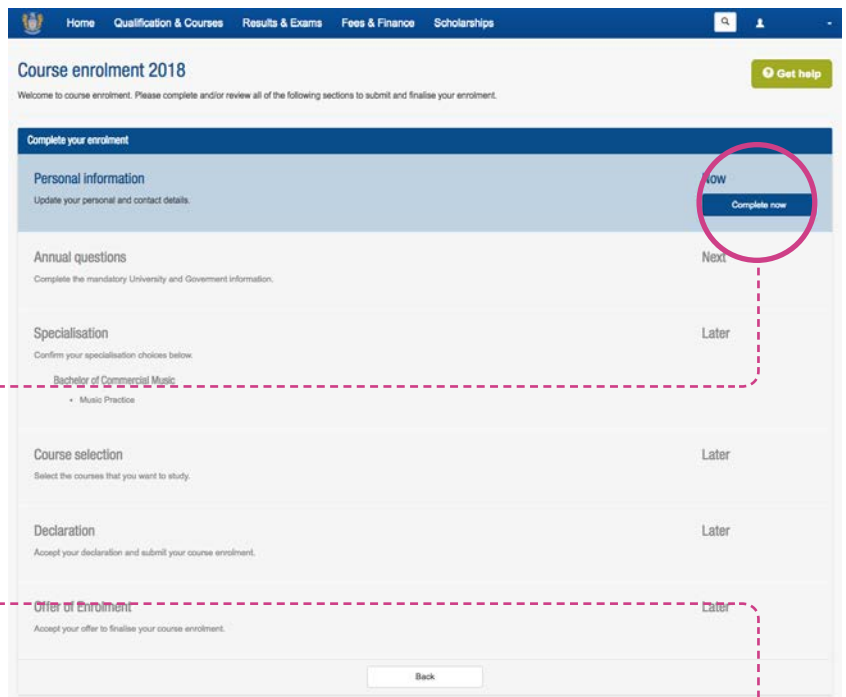 Home Qualification & Courses Results & Exams Fees & Finance Scholarships
Course enrolment 2018
Get help
Welcome to course enrolment. Please complete and/or review all of the following sections to submit and finalise your enrolment.
Complete your enrolment
Personal information
Now
Update your personal and contact details.
Complete now
Annual questions
Next
Complete the mandatory University and Goverment information.
Specialisation
Later
Confirm your specialisation choices below.
Bachelor of Commercial Music
• Music Practice
Course selection
Later
Select the courses that you want to study.
Declaration
Later
Accept your declaration and submit your course enrolment.
Offer of Enrolment
Later
Accept your offer to finalise your course enrolment.
Back